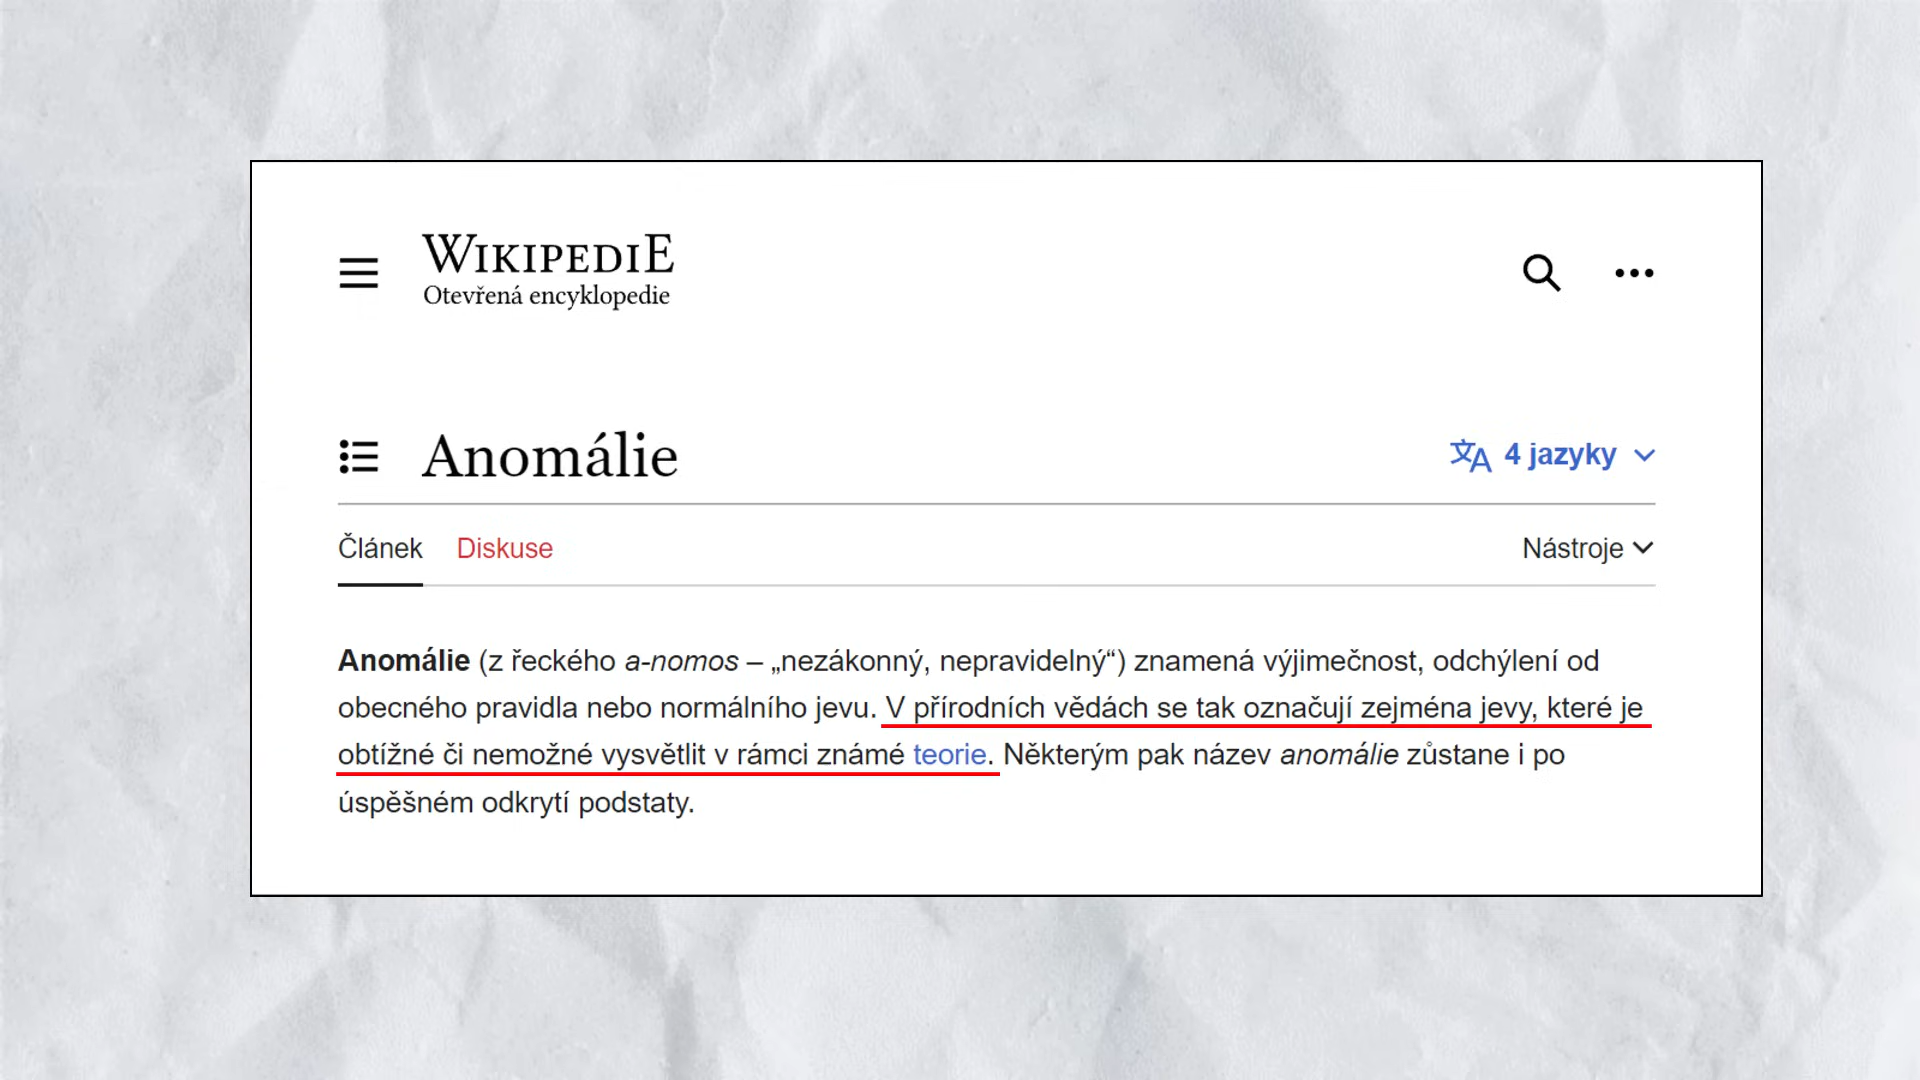 WIKIPEDIE
Otevřená encyklopedie
Anomálie
4 jazyky
Článek Diskuse Nástroje
Anomálie (z řeckého a-nomos – „nezákonný, nepravidelný“) znamená výjimečnost, odchýlení od
obecného pravidla nebo normálního jevu. V přírodních vědách se tak označují zejména jevy, které je
obtížné či nemožné vysvětlit v rámci známé teorie. Některým pak název anomálie zůstane i po
úspěšném odkrytí podstaty.